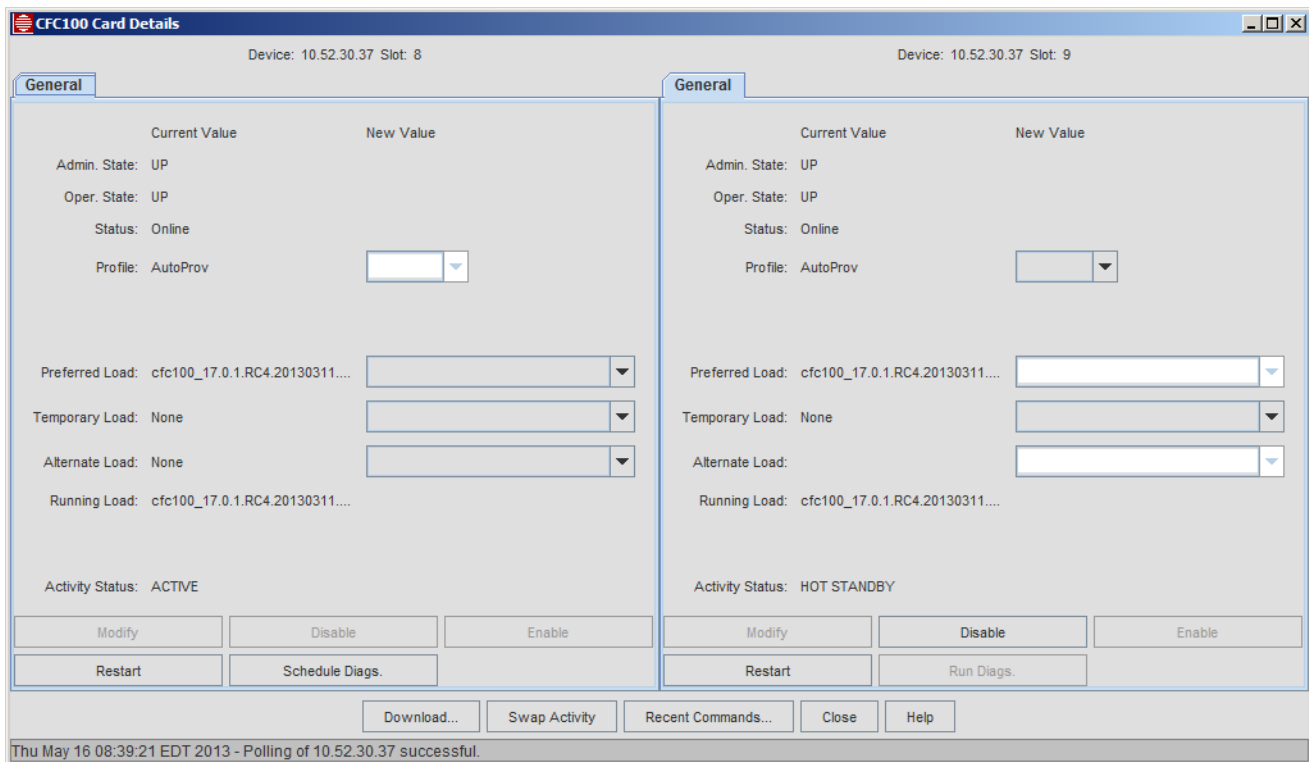 CFC100 Card Details
Device: 10.52.30.37 Slot: 8
General
Current Value New Value
Admin. State: UP
Oper. State: UP
Status: Online
Profile: AutoProv
Preferred Load: cfc100_17.0.1.RC4.20130311....
Temporary Load: None
Alternate Load: None
Running Load: cfc100_17.0.1.RC4.20130311....
Activity Status: ACTIVE
Modify Disable Enable
Restart Schedule Diags.
Device: 10.52.30.37 Slot: 9
General
Current Value New Value
Admin. State: UP
Oper. State: UP
Status: Online
Profile: AutoProv
Preferred Load: cfc100_17.0.1.RC4.20130311....
Temporary Load: None
Alternate Load:
Running Load: cfc100_17.0.1.RC4.20130311....
Activity Status: HOT STANDBY
Modify Disable Enable
Restart Run Diags.
Download... Swap Activity Recent Commands... Close Help
Thu May 16 08:39:21 EDT 2013 - Polling of 10.52.30.37 successful.